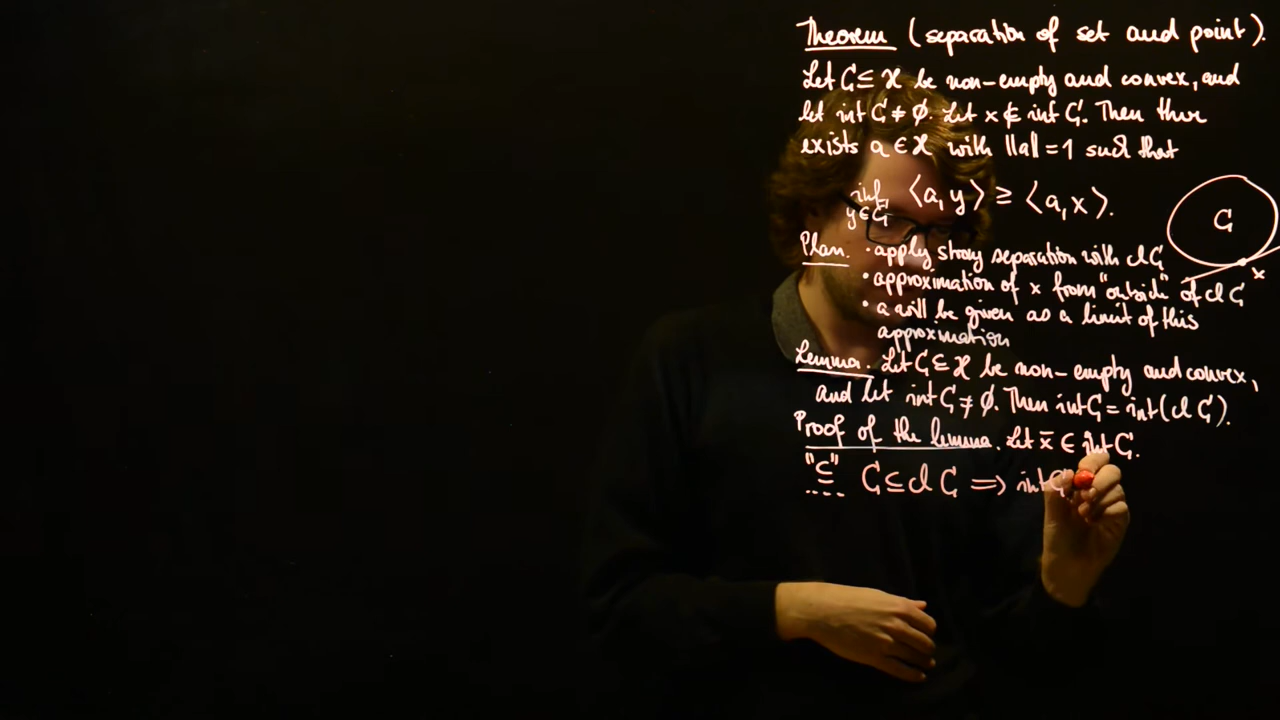 Theorem (separation of set and point).
Let C ⊆ ℋ be non-empty and convex, and
let int C ≠ ∅. Let x ∉ int C. Then there
exists a ∈ ℋ with ||a|| = 1 such that
inf ⟨a, y⟩ ≥ ⟨a, x⟩.
y∈C
C
x
Plan. • apply strong separation with cl C
• approximation of x from "outside" of cl C
• a will be given as a limit of this
approximation
Lemma. Let C ⊆ ℋ be non-empty and convex,
and let int C ≠ ∅. Then int C = int(cl C).
Proof of the lemma. Let x̄ ∈ int C.
"⊆" C ⊆ cl C ⟹ int C